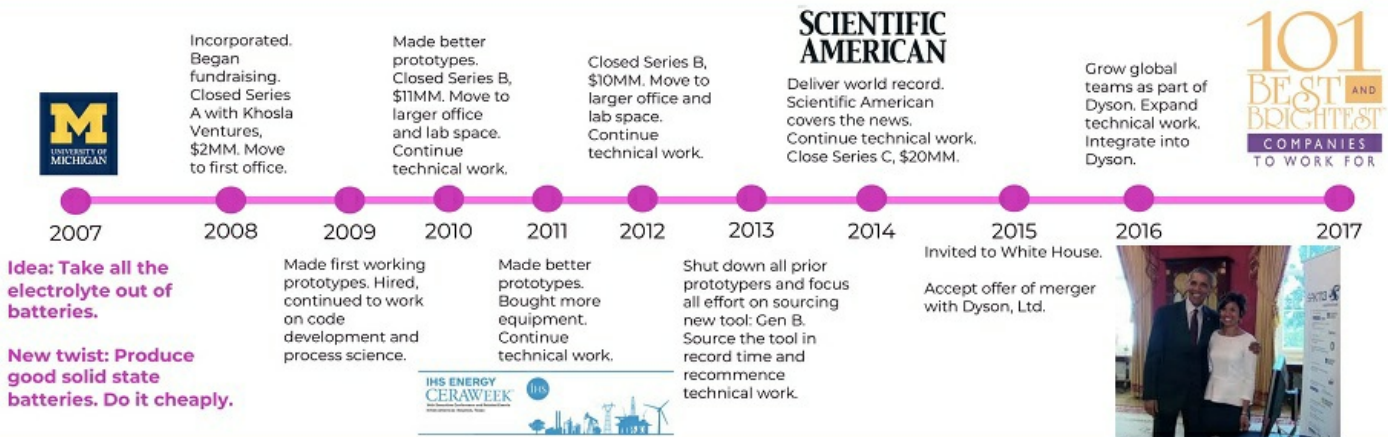 M
UNIVERSITY OF
MICHIGAN
Incorporated.
Began
fundraising.
Closed Series
A with Khosla
Ventures,
$2MM. Move
to first office.
Made better
prototypes.
Closed Series B,
$11MM. Move to
larger office
and lab space.
Continue
technical work.
Closed Series B,
$10MM. Move to
larger office and
lab space.
Continue
technical work.
SCIENTIFIC
AMERICAN
Deliver world record.
Scientific American
covers the news.
Continue technical work.
Close Series C, $20MM.
Grow global
teams as part of
Dyson. Expand
technical work.
Integrate into
Dyson.
101
BEST AND
BRIGHTEST
COMPANIES
TO WORK FOR
2007
2008
2009
2010
2011
2012
2013
2014
2015
2016
2017
Idea: Take all the
electrolyte out of
batteries.
New twist: Produce
good solid state
batteries. Do it cheaply.
Made first working
prototypes. Hired,
continued to work
on code
development and
process science.
Made better
prototypes.
Bought more
equipment.
Continue
technical work.
IHS ENERGY
CERAWEEK
IHS
Shut down all prior
prototypers and focus
all effort on sourcing
new tool: Gen B.
Source the tool in
record time and
recommence
technical work.
Invited to White House.
Accept offer of merger
with Dyson, Ltd.